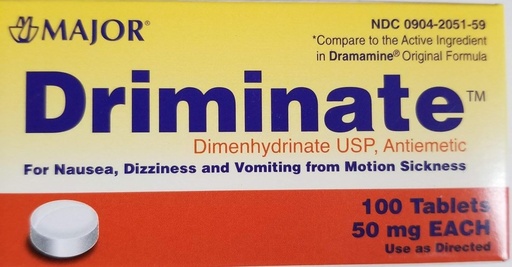 MAJOR®
NDC 0904-2051-59
*Compare to the Active Ingredient
in Dramamine® Original Formula
Driminate™
Dimenhydrinate USP, Antiemetic
For Nausea, Dizziness and Vomiting from Motion Sickness
100 Tablets
50 mg EACH
Use as Directed